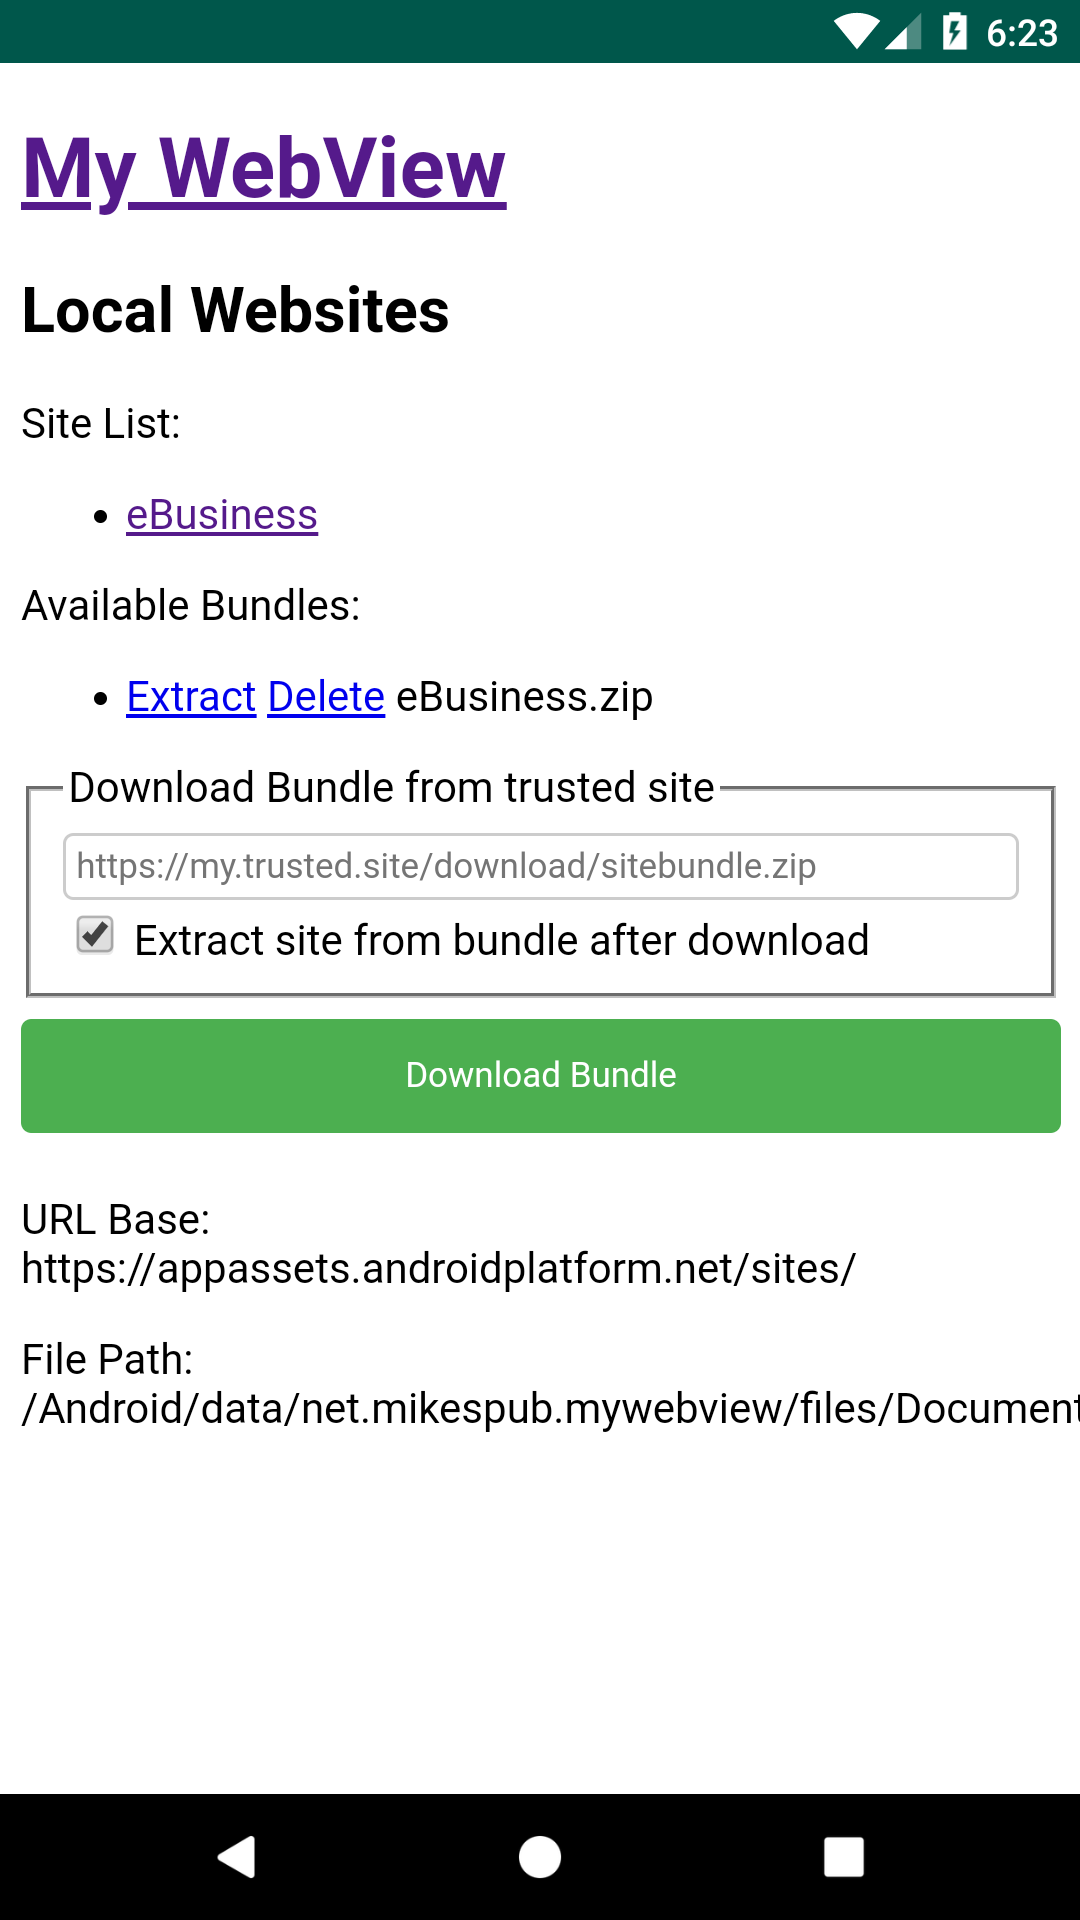 6:23
My WebView
Local Websites
Site List:
• eBusiness
Available Bundles:
• Extract Delete eBusiness.zip
Download Bundle from trusted site
https://my.trusted.site/download/sitebundle.zip
Extract site from bundle after download
Download Bundle
URL Base:
https://appassets.androidplatform.net/sites/
File Path:
/Android/data/net.mikespub.mywebview/files/Document